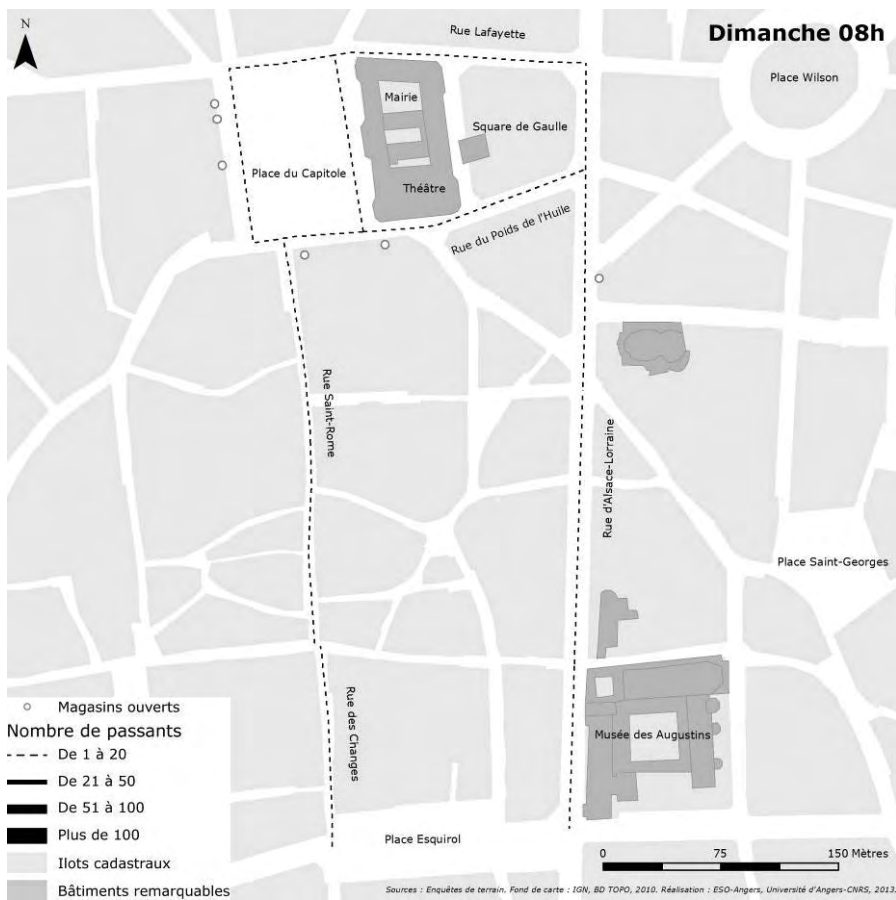 N
Rue Lafayette
Dimanche 08h
Place Wilson
Mairie
Square de Gaulle
Place du Capitole
Théâtre
Rue du Poids de l'Huile
Rue Saint-Rome
Rue d'Alsace-Lorraine
Place Saint-Georges
Rue des Changes
Musée des Augustins
Place Esquirol
Magasins ouverts
Nombre de passants
De 1 à 20
De 21 à 50
De 51 à 100
Plus de 100
Ilots cadastraux
Bâtiments remarquables
0 75 150 Mètres
Sources : Enquêtes de terrain. Fond de carte : IGN, BD TOPO, 2010. Réalisation : ESO-Angers, Université d'Angers-CNRS, 2013.